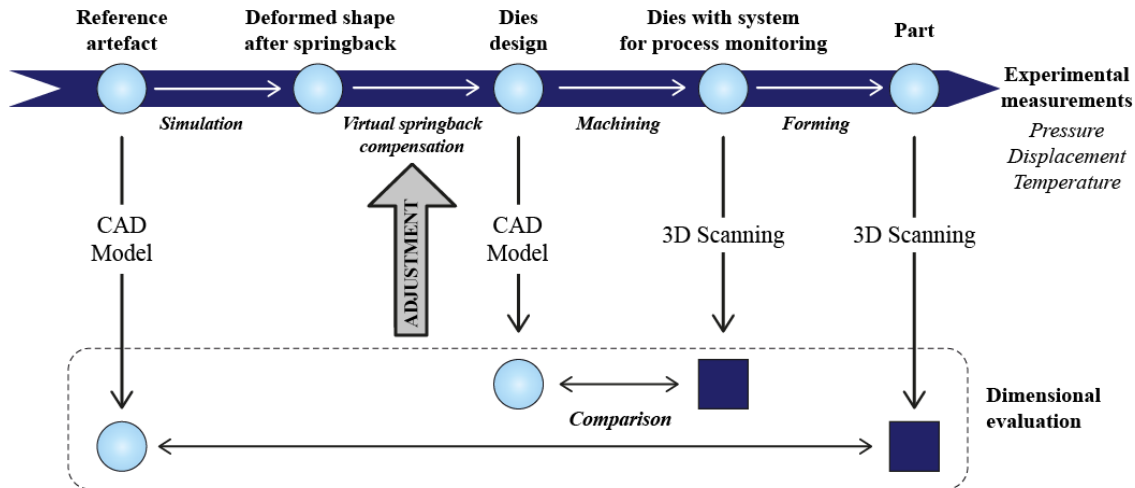 Reference
artefact
Deformed shape
after springback
Dies
design
Dies with system
for process monitoring
Part
Experimental
measurements
Pressure
Displacement
Temperature
Simulation
Virtual springback
compensation
Machining
Forming
CAD
Model
ADJUSTMENT
CAD
Model
3D Scanning
3D Scanning
Comparison
Dimensional
evaluation